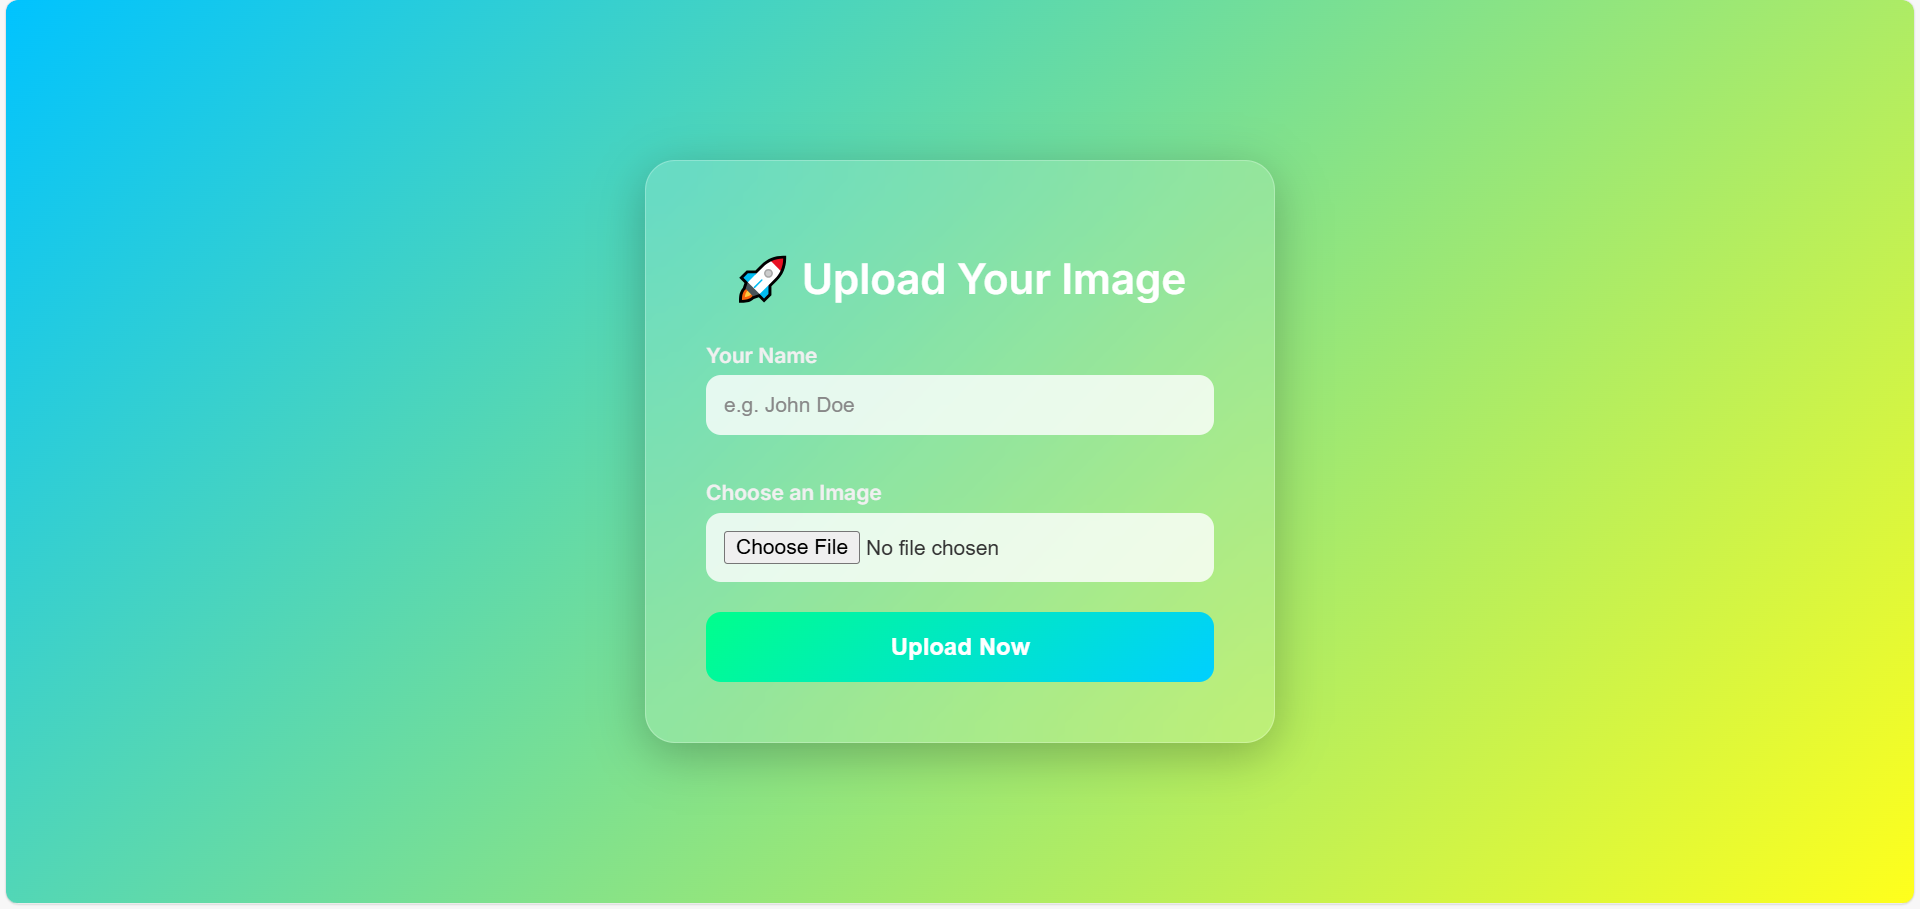 🚀 Upload Your Image
Your Name
e.g. John Doe
Choose an Image
Choose File No file chosen
Upload Now